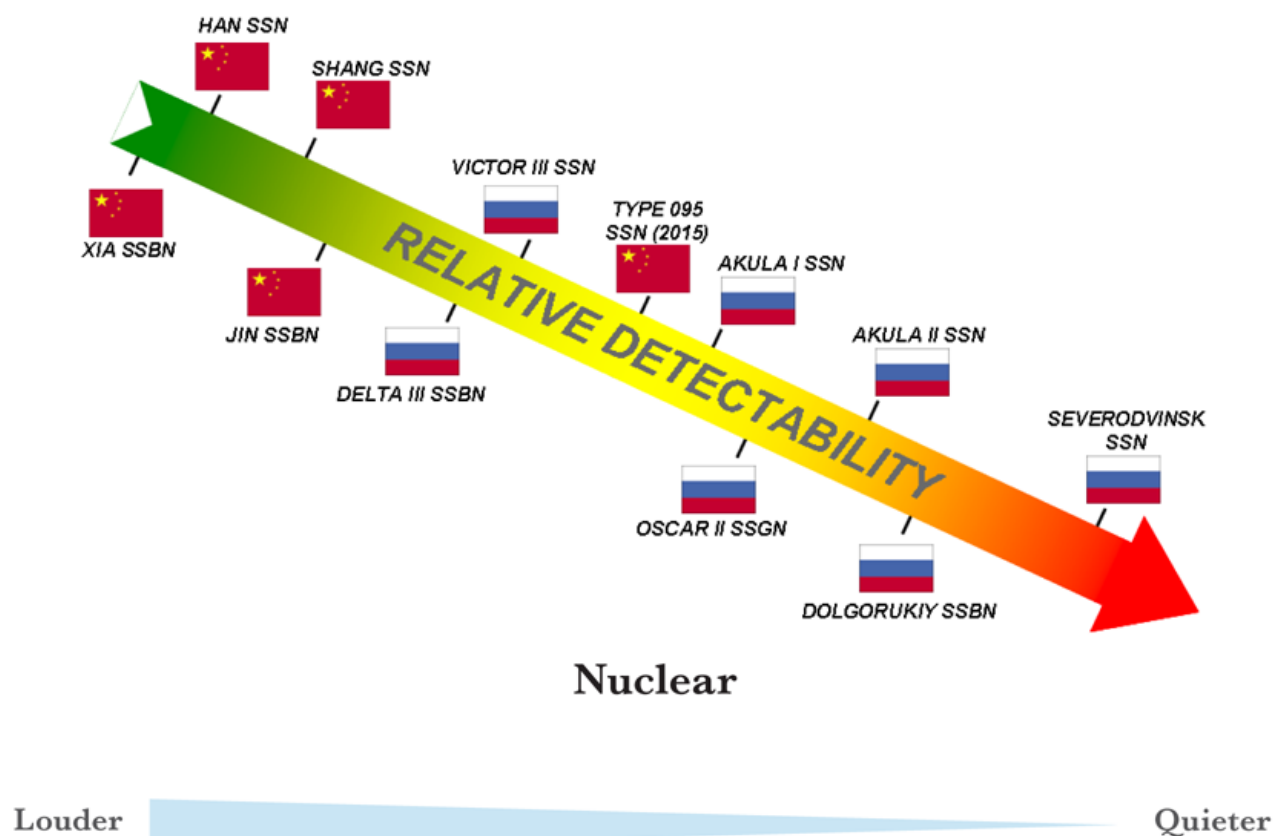 HAN SSN
SHANG SSN
XIA SSBN
VICTOR III SSN
TYPE 095
SSN (2015)
JIN SSBN
AKULA I SSN
RELATIVE DETECTABILITY
DELTA III SSBN
AKULA II SSN
SEVERODVINSK
SSN
OSCAR II SSGN
DOLGORUKIY SSBN
Nuclear
Louder
Quieter